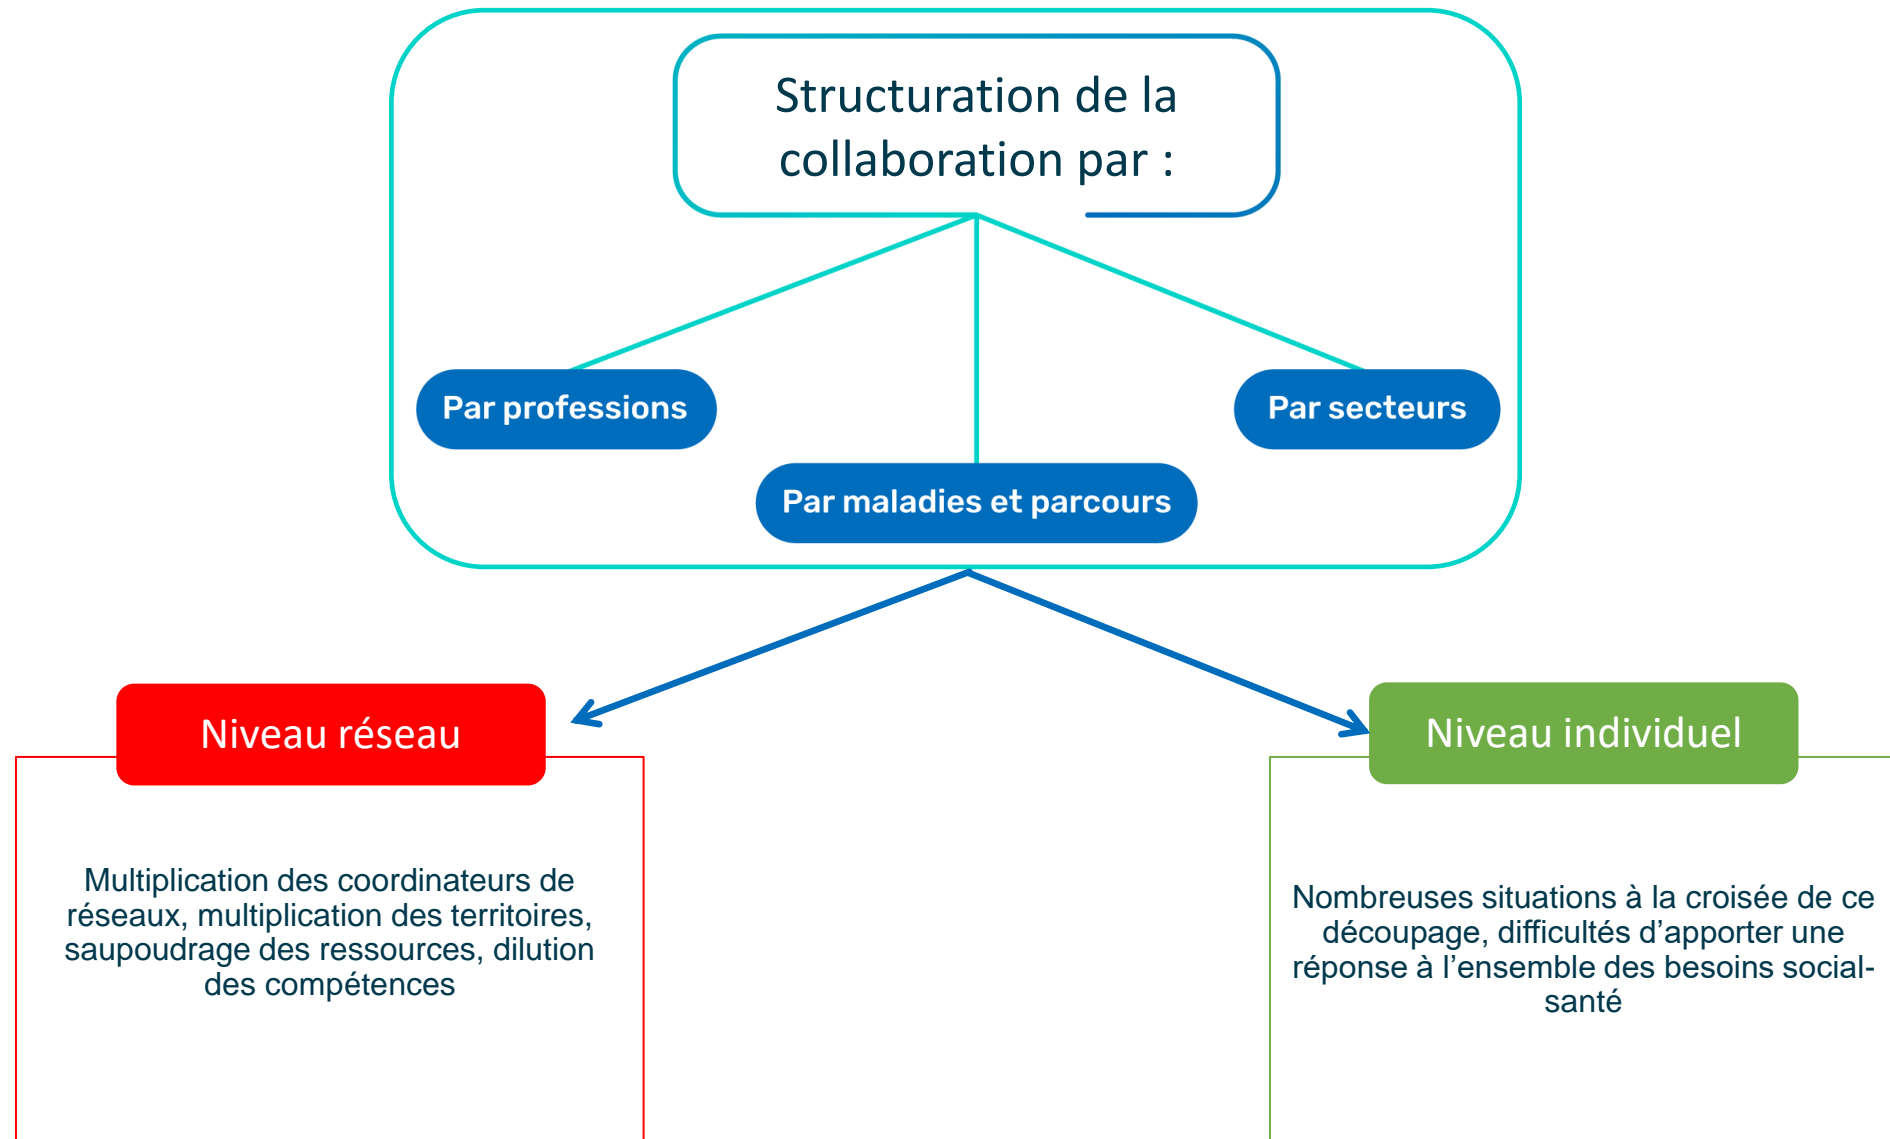 Structuration de la
collaboration par :
Par professions
Par secteurs
Par maladies et parcours
Niveau réseau
Multiplication des coordinateurs de
réseaux, multiplication des territoires,
saupoudrage des ressources, dilution
des compétences
Niveau individuel
Nombreuses situations à la croisée de ce
découpage, difficultés d’apporter une
réponse à l’ensemble des besoins social-
santé